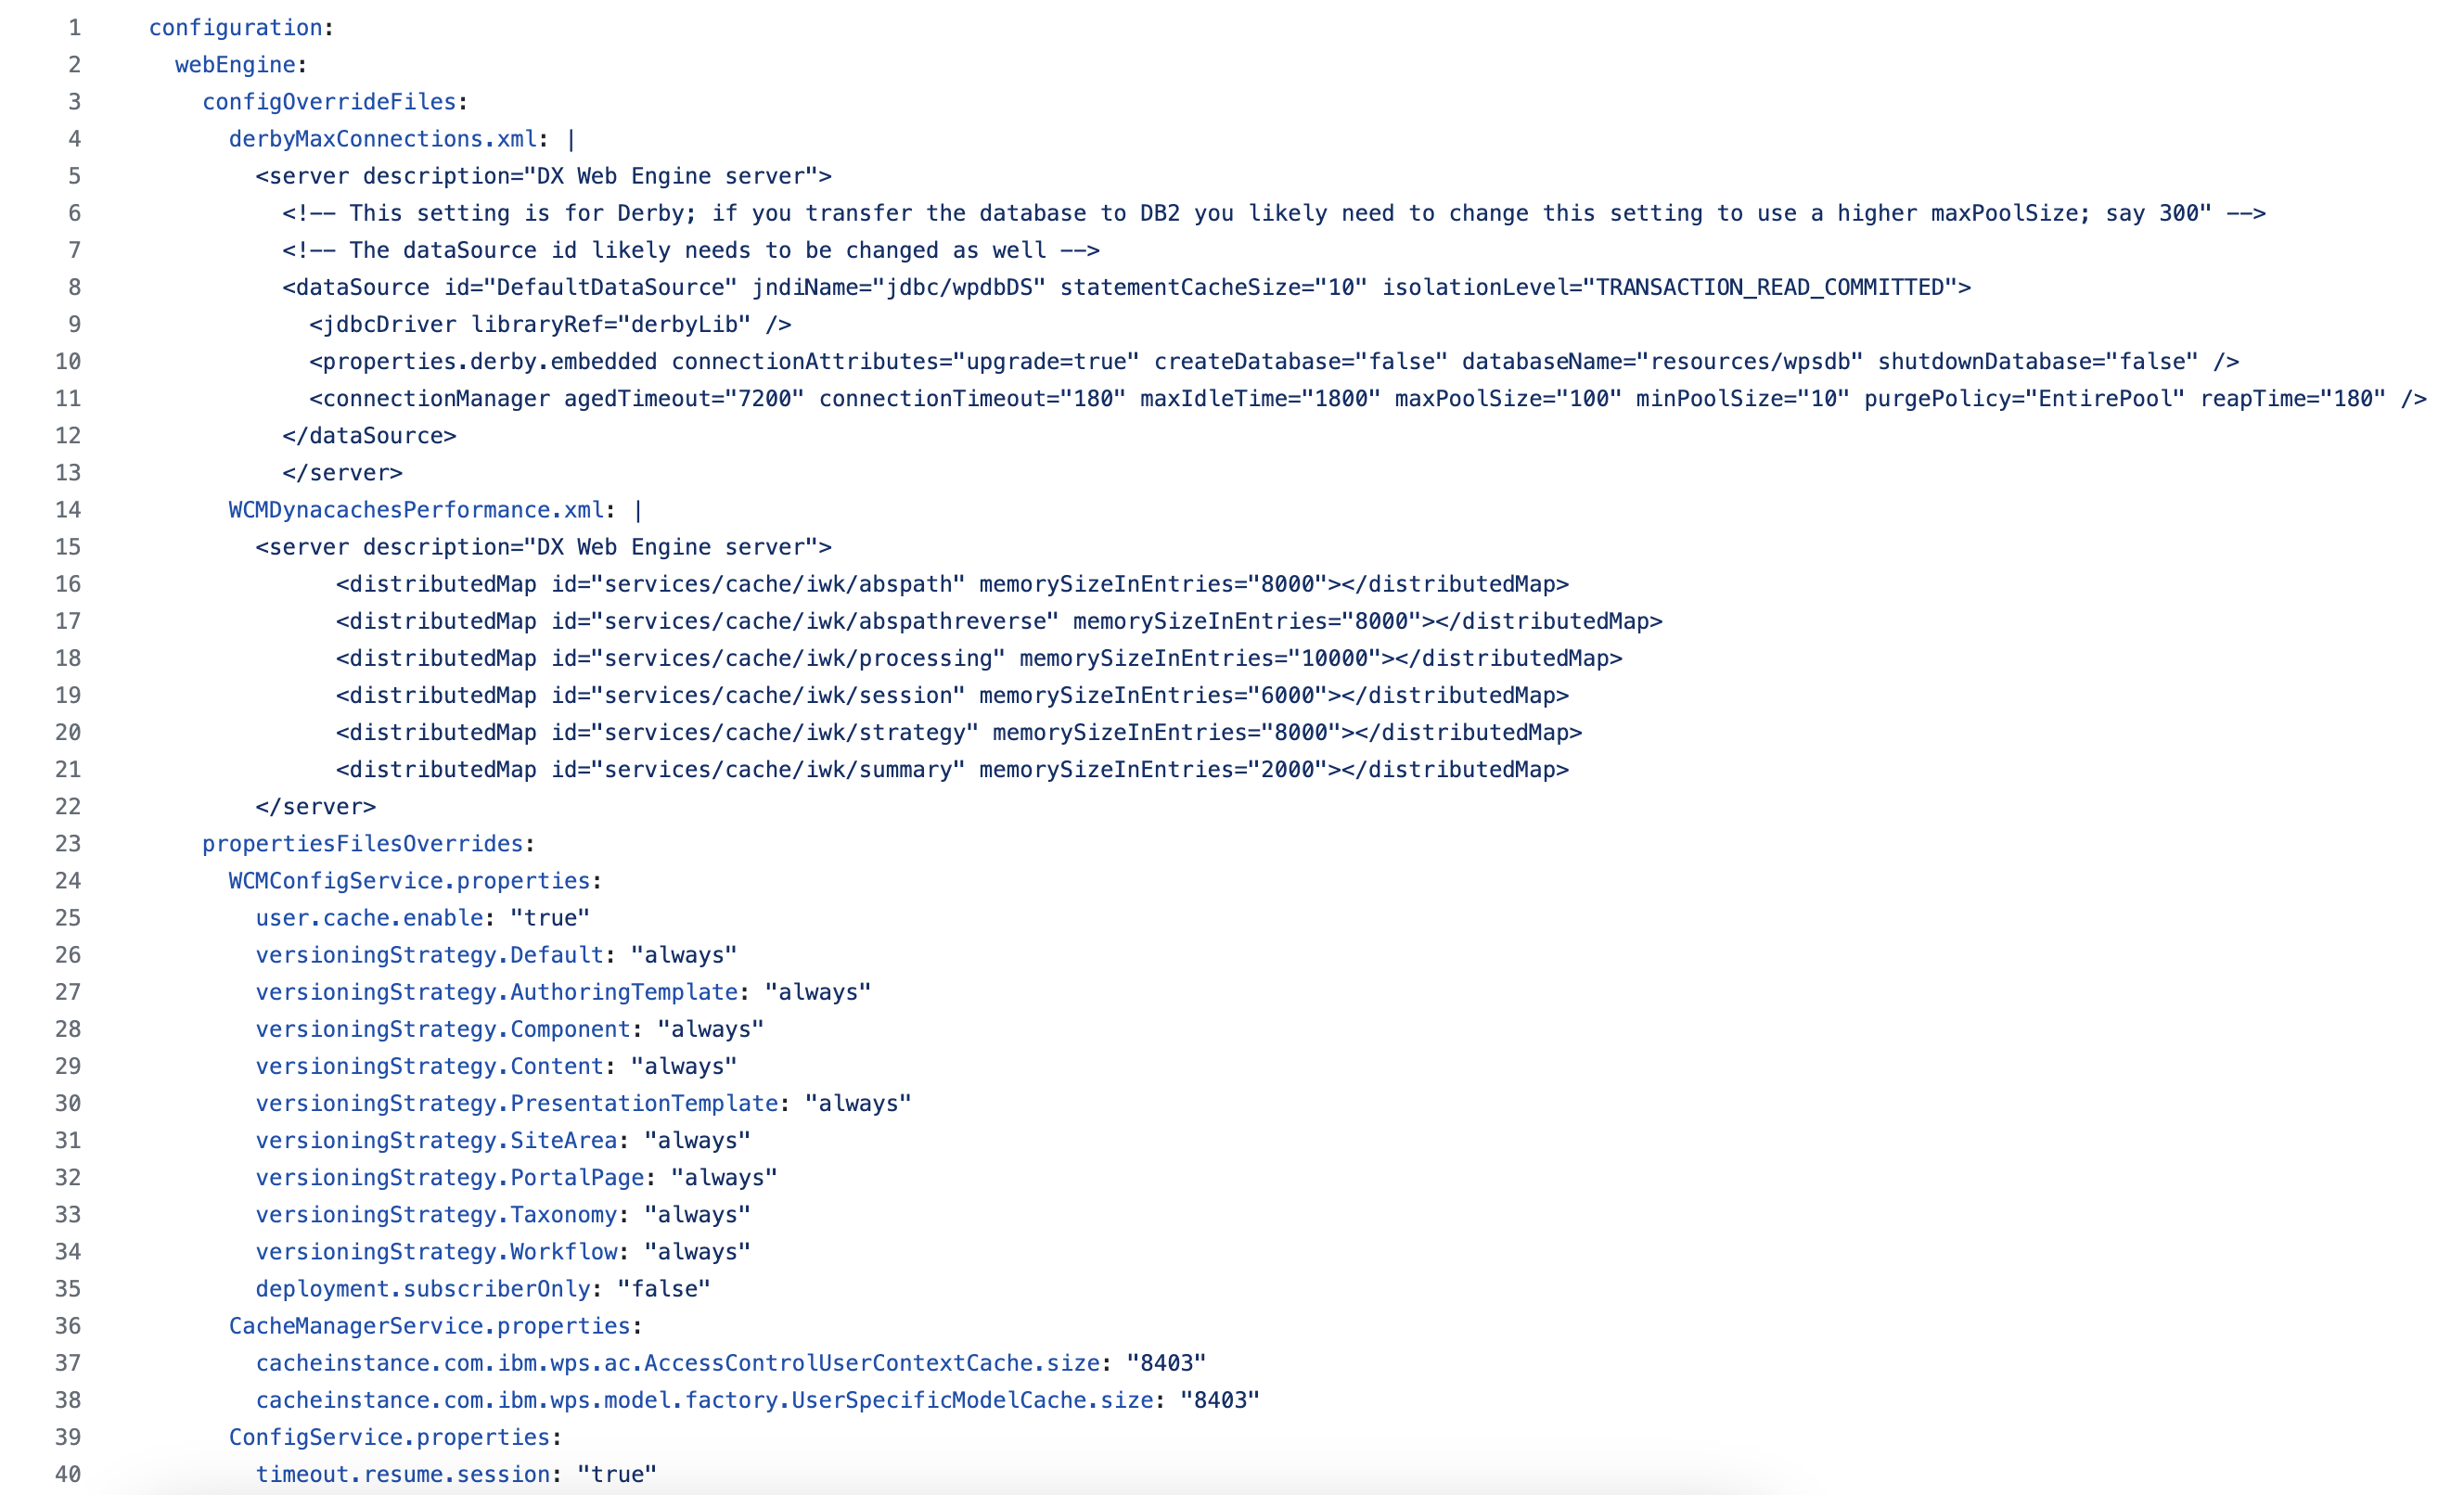 1 configuration:
2   webEngine:
3     configOverrideFiles:
4       derbyMaxConnections.xml: |
5         <server description="DX Web Engine server">
6           <!-- This setting is for Derby; if you transfer the database to DB2 you likely need to change this setting to use a higher maxPoolSize; say 300" -->
7           <!-- The dataSource id likely needs to be changed as well -->
8           <dataSource id="DefaultDataSource" jndiName="jdbc/wpdbDS" statementCacheSize="10" isolationLevel="TRANSACTION_READ_COMMITTED">
9             <jdbcDriver libraryRef="derbyLib" />
10             <properties.derby.embedded connectionAttributes="upgrade=true" createDatabase="false" databaseName="resources/wpsdb" shutdownDatabase="false" />
11             <connectionManager agedTimeout="7200" connectionTimeout="180" maxIdleTime="1800" maxPoolSize="100" minPoolSize="10" purgePolicy="EntirePool" reapTime="180" />
12           </dataSource>
13           </server>
14       WCMDynacachesPerformance.xml: |
15         <server description="DX Web Engine server">
16               <distributedMap id="services/cache/iwk/abspath" memorySizeInEntries="8000"></distributedMap>
17               <distributedMap id="services/cache/iwk/abspathreverse" memorySizeInEntries="8000"></distributedMap>
18               <distributedMap id="services/cache/iwk/processing" memorySizeInEntries="10000"></distributedMap>
19               <distributedMap id="services/cache/iwk/session" memorySizeInEntries="6000"></distributedMap>
20               <distributedMap id="services/cache/iwk/strategy" memorySizeInEntries="8000"></distributedMap>
21               <distributedMap id="services/cache/iwk/summary" memorySizeInEntries="2000"></distributedMap>
22         </server>
23     propertiesFilesOverrides:
24       WCMConfigService.properties:
25         user.cache.enable: "true"
26         versioningStrategy.Default: "always"
27         versioningStrategy.AuthoringTemplate: "always"
28         versioningStrategy.Component: "always"
29         versioningStrategy.Content: "always"
30         versioningStrategy.PresentationTemplate: "always"
31         versioningStrategy.SiteArea: "always"
32         versioningStrategy.PortalPage: "always"
33         versioningStrategy.Taxonomy: "always"
34         versioningStrategy.Workflow: "always"
35         deployment.subscriberOnly: "false"
36       CacheManagerService.properties:
37         cacheinstance.com.ibm.wps.ac.AccessControlUserContextCache.size: "8403"
38         cacheinstance.com.ibm.wps.model.factory.UserSpecificModelCache.size: "8403"
39       ConfigService.properties:
40         timeout.resume.session: "true"